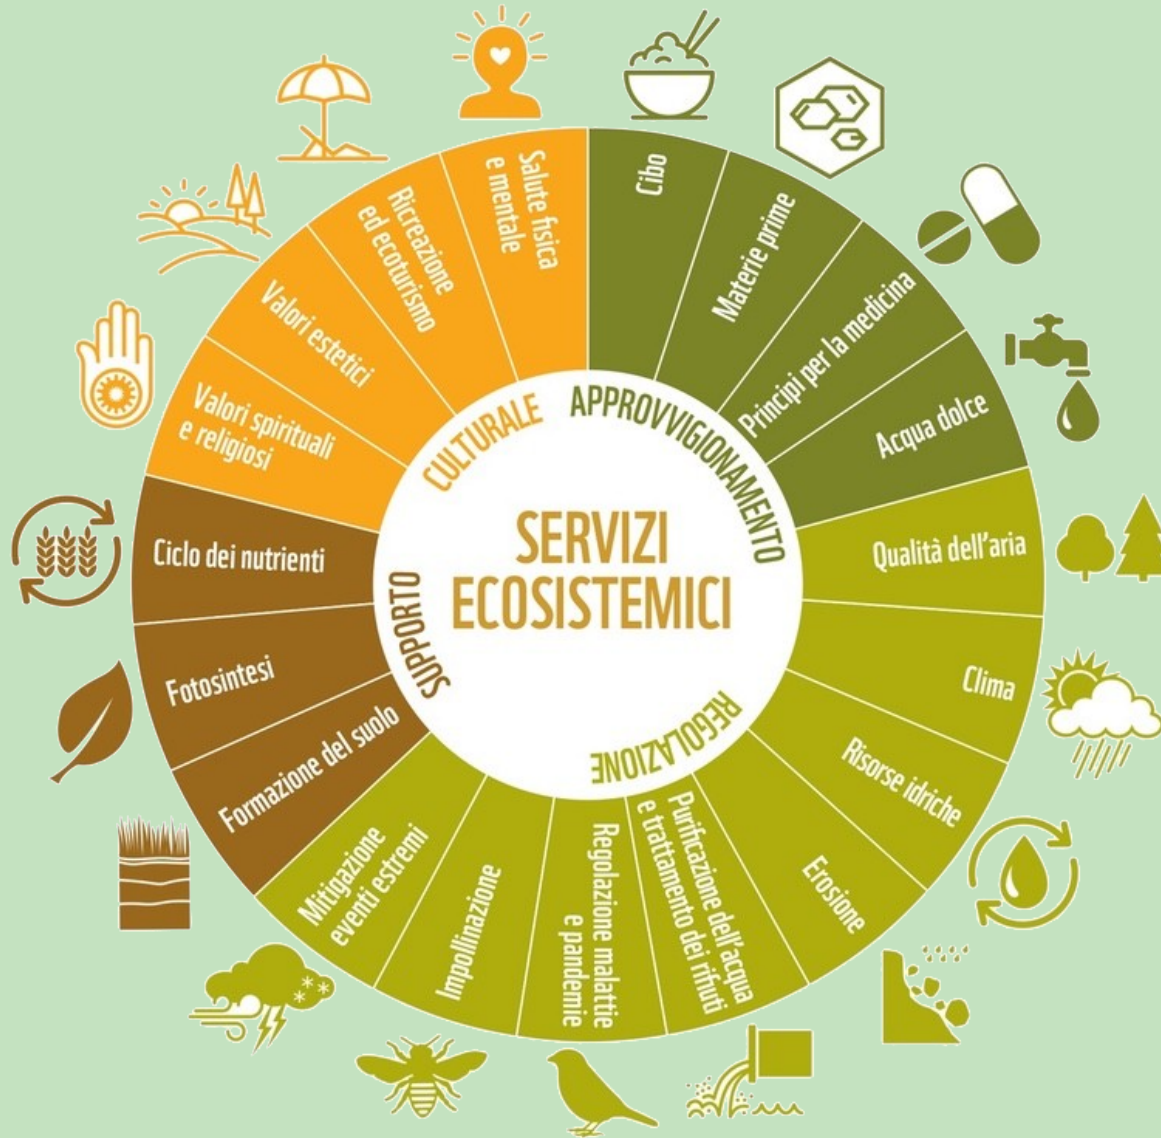 SERVIZI
ECOSISTEMICI
APPROVVIGIONAMENTO
Cibo
Materie prime
Principi per la medicina
Acqua dolce
REGOLAZIONE
Qualità dell'aria
Clima
Risorse idriche
Erosione
Purificazione dell'acqua
e trattamento dei rifiuti
Regolazione malattie
e pandemie
Impollinazione
Mitigazione
eventi estremi
SUPPORTO
Formazione del suolo
Fotosintesi
Ciclo dei nutrienti
CULTURALE
Valori spirituali
e religiosi
Valori estetici
Ricreazione
ed ecoturismo
Salute fisica
e mentale